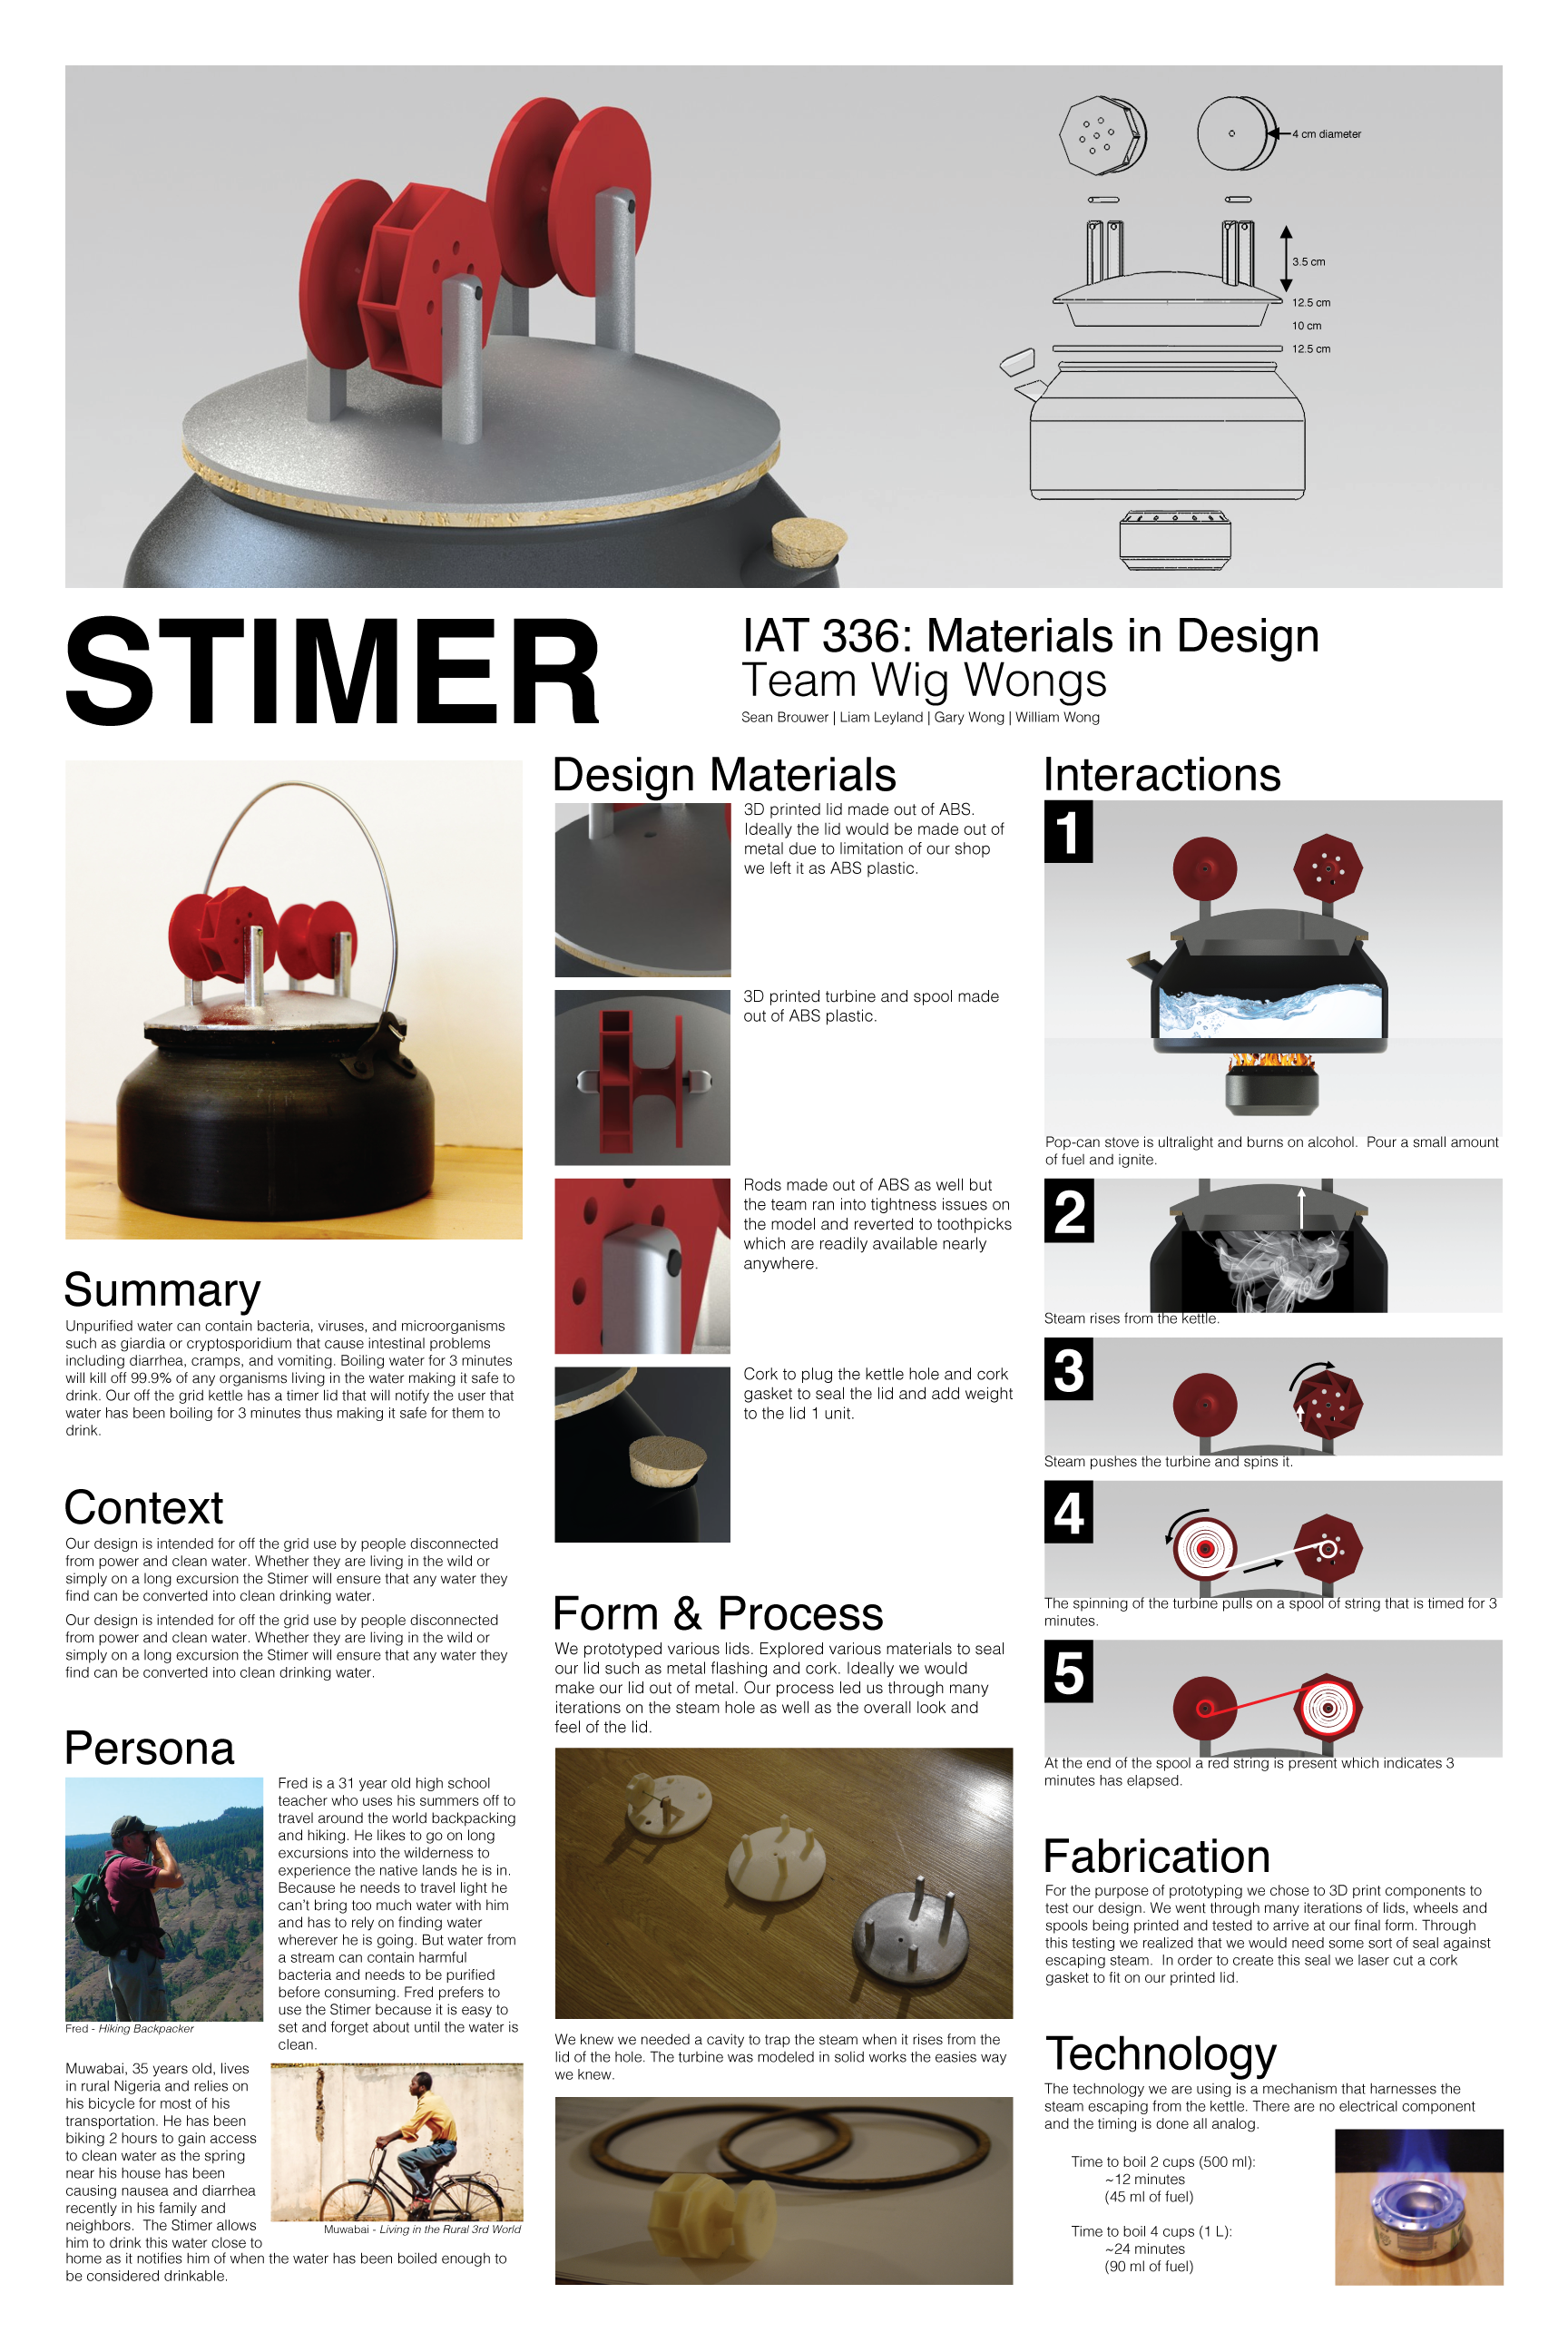 4 cm diameter
3.5 cm
12.5 cm
10 cm
12.5 cm
STIMER
IAT 336: Materials in Design
Team Wig Wongs
Sean Brouwer | Liam Leyland | Gary Wong | William Wong
Summary
Unpurified water can contain bacteria, viruses, and microorganisms
such as giardia or cryptosporidium that cause intestinal problems
including diarrhea, cramps, and vomiting. Boiling water for 3 minutes
will kill off 99.9% of any organisms living in the water making it safe to
drink. Our off the grid kettle has a timer lid that will notify the user that
water has been boiling for 3 minutes thus making it safe for them to
drink.
Context
Our design is intended for off the grid use by people disconnected
from power and clean water. Whether they are living in the wild or
simply on a long excursion the Stimer will ensure that any water they
find can be converted into clean drinking water.
Our design is intended for off the grid use by people disconnected
from power and clean water. Whether they are living in the wild or
simply on a long excursion the Stimer will ensure that any water they
find can be converted into clean drinking water.
Persona
Fred is a 31 year old high school
teacher who uses his summers off to
travel around the world backpacking
and hiking. He likes to go on long
excursions into the wilderness to
experience the native lands he is in.
Because he needs to travel light he
can't bring too much water with him
and has to rely on finding water
wherever he is going. But water from
a stream can contain harmful
bacteria and needs to be purified
before consuming. Fred prefers to
use the Stimer because it is easy to
set and forget about until the water is
clean.
Fred - Hiking Backpacker
Muwabai, 35 years old, lives
in rural Nigeria and relies on
his bicycle for most of his
transportation. He has been
biking 2 hours to gain access
to clean water as the spring
near his house has been
causing nausea and diarrhea
recently in his family and
neighbors. The Stimer allows
him to drink this water close to
home as it notifies him of when the water has been boiled enough to
be considered drinkable.
Muwabai - Living in the Rural 3rd World
Design Materials
3D printed lid made out of ABS.
Ideally the lid would be made out of
metal due to limitation of our shop
we left it as ABS plastic.
3D printed turbine and spool made
out of ABS plastic.
Rods made out of ABS as well but
the team ran into tightness issues on
the model and reverted to toothpicks
which are readily available nearly
anywhere.
Cork to plug the kettle hole and cork
gasket to seal the lid and add weight
to the lid 1 unit.
Form & Process
We prototyped various lids. Explored various materials to seal
our lid such as metal flashing and cork. Ideally we would
make our lid out of metal. Our process led us through many
iterations on the steam hole as well as the overall look and
feel of the lid.
We knew we needed a cavity to trap the steam when it rises from the
lid of the hole. The turbine was modeled in solid works the easies way
we knew.
Interactions
1
Pop-can stove is ultralight and burns on alcohol. Pour a small amount
of fuel and ignite.
2
Steam rises from the kettle.
3
Steam pushes the turbine and spins it.
4
The spinning of the turbine pulls on a spool of string that is timed for 3
minutes.
5
At the end of the spool a red string is present which indicates 3
minutes has elapsed.
Fabrication
For the purpose of prototyping we chose to 3D print components to
test our design. We went through many iterations of lids, wheels and
spools being printed and tested to arrive at our final form. Through
this testing we realized that we would need some sort of seal against
escaping steam. In order to create this seal we laser cut a cork
gasket to fit on our printed lid.
Technology
The technology we are using is a mechanism that harnesses the
steam escaping from the kettle. There are no electrical component
and the timing is done all analog.
Time to boil 2 cups (500 ml):
~12 minutes
(45 ml of fuel)
Time to boil 4 cups (1 L):
~24 minutes
(90 ml of fuel)